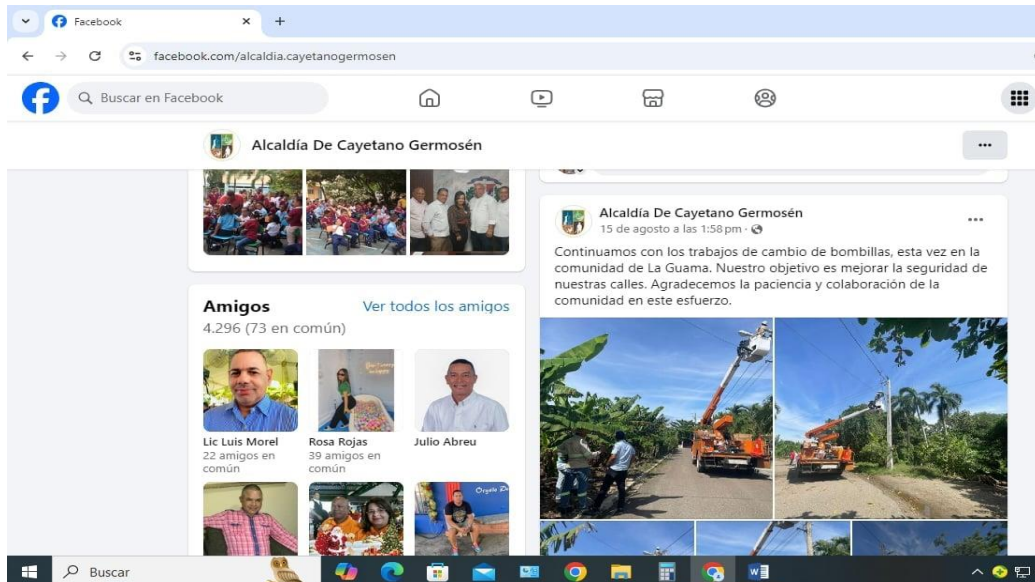 Facebook
facebook.com/alcaldia.cayetanogermosen
Buscar en Facebook
Alcaldía De Cayetano Germosén
Alcaldía De Cayetano Germosén
15 de agosto a las 1:58 pm ·
Continuamos con los trabajos de cambio de bombillas, esta vez en la
comunidad de La Guama. Nuestro objetivo es mejorar la seguridad de
nuestras calles. Agradecemos la paciencia y colaboración de la
comunidad en este esfuerzo.
Amigos
Ver todos los amigos
4.296 (73 en común)
Lic Luis Morel
22 amigos en
común
Rosa Rojas
39 amigos en
común
Julio Abreu
Buscar